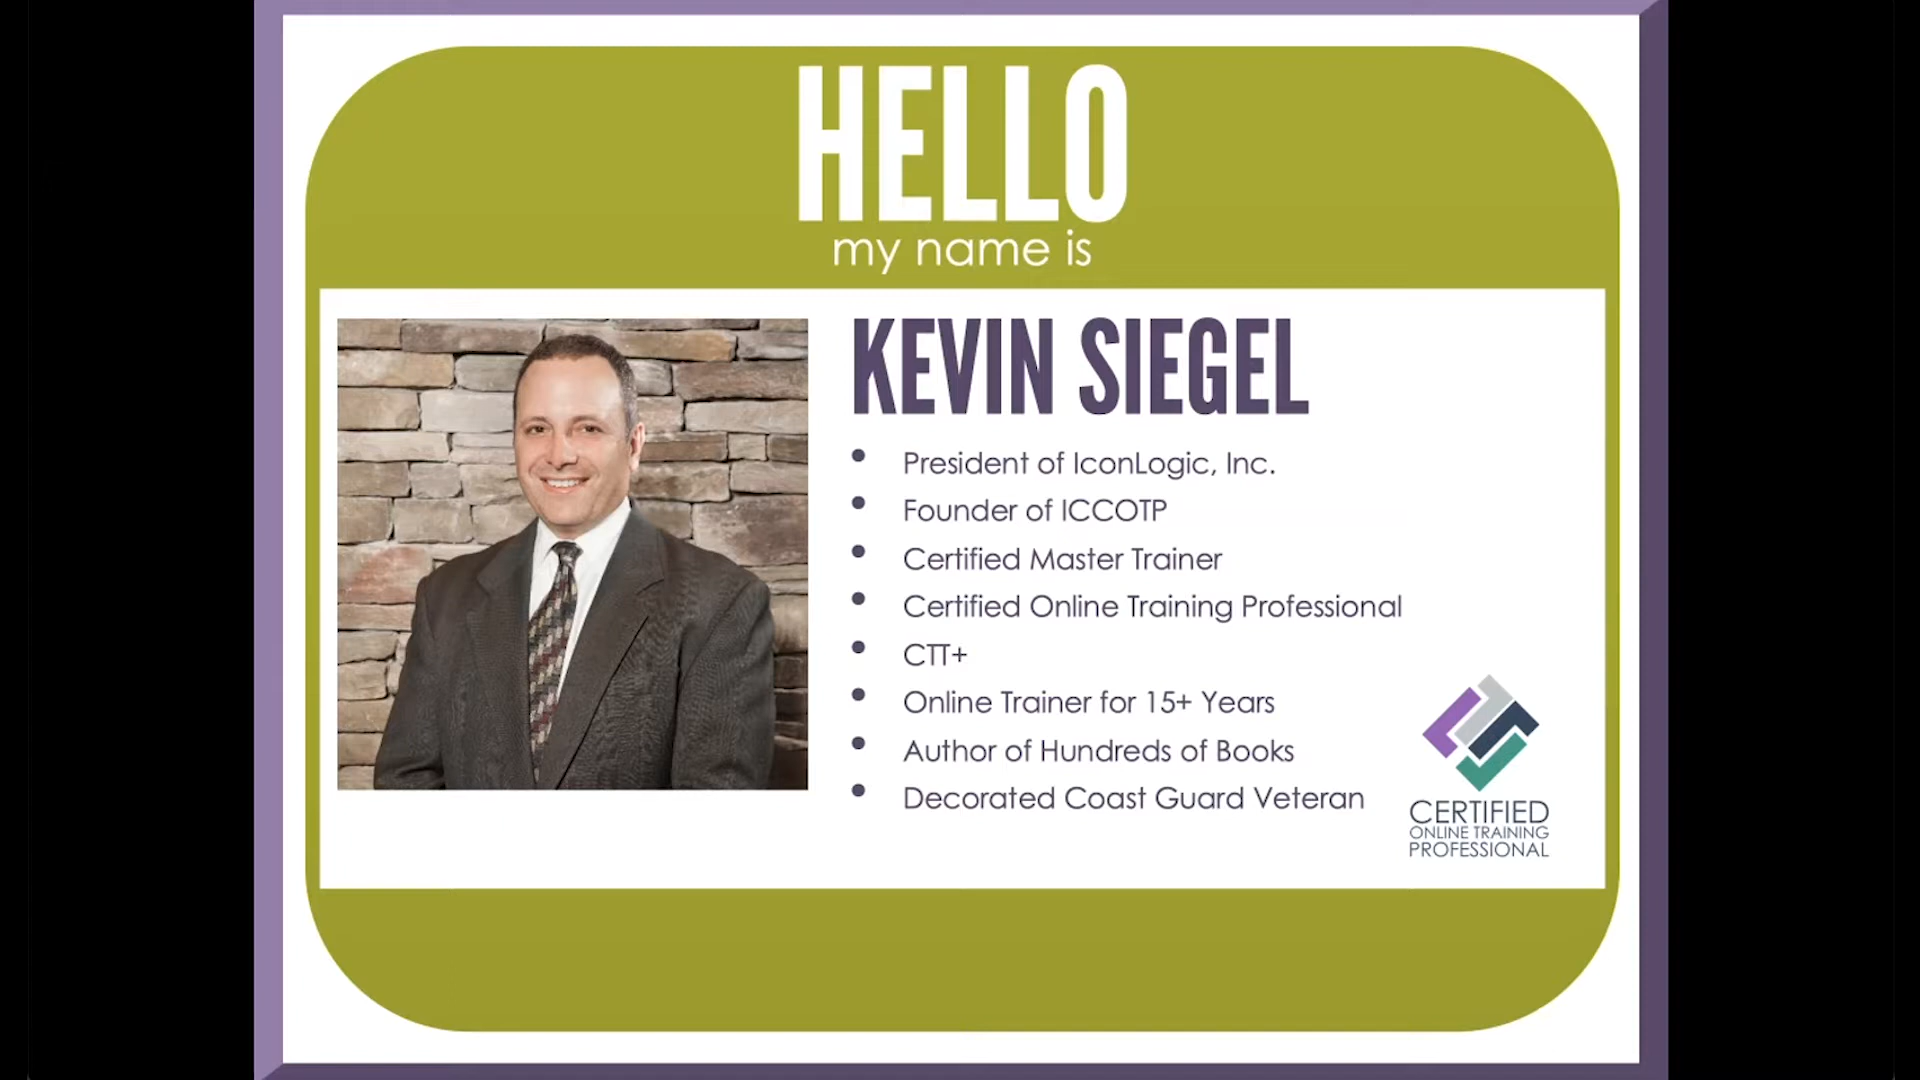 HELLO
my name is
KEVIN SIEGEL
• President of IconLogic, Inc.
• Founder of ICCOTP
• Certified Master Trainer
• Certified Online Training Professional
• CTT+
• Online Trainer for 15+ Years
• Author of Hundreds of Books
• Decorated Coast Guard Veteran
CERTIFIED
ONLINE TRAINING
PROFESSIONAL